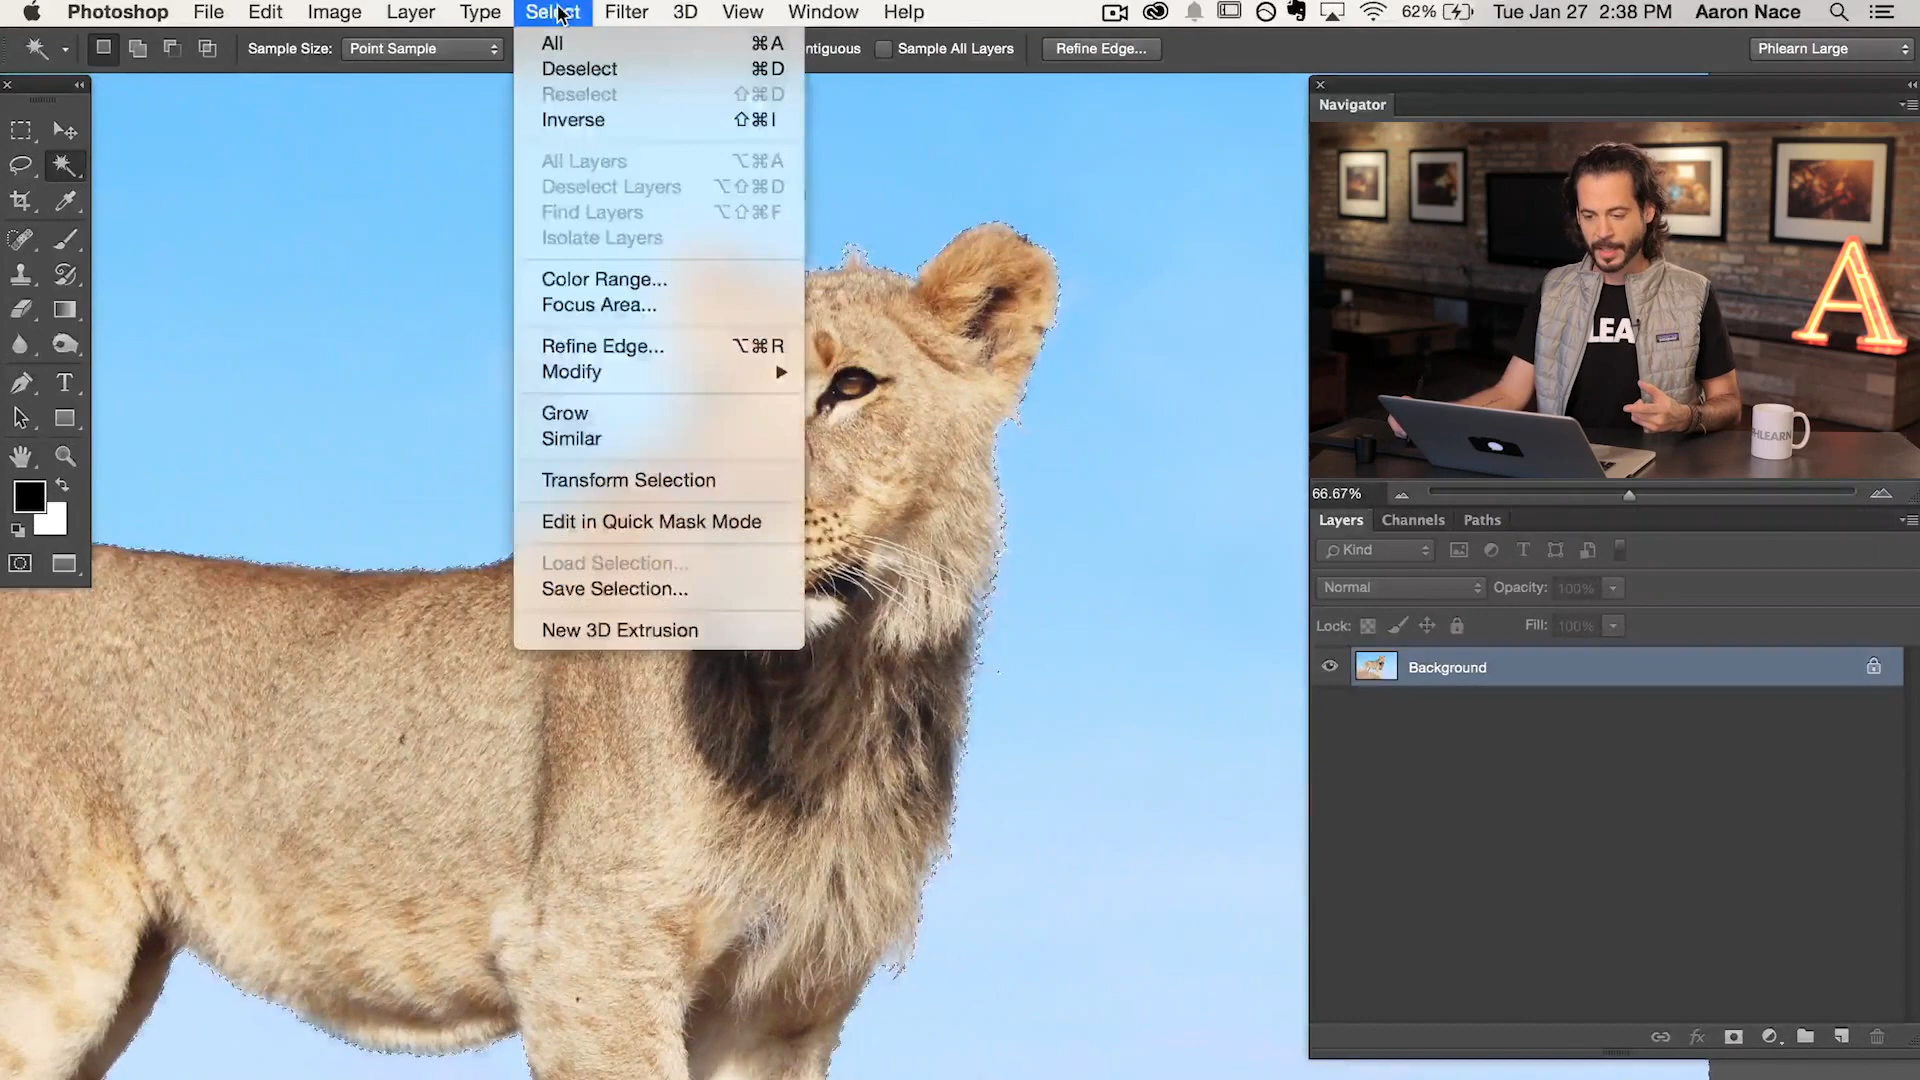 Photoshop File Edit Image Layer Type Select Filter 3D View Window Help 62% Tue Jan 27 2:38 PM Aaron Nace
Sample Size: Point Sample ntiguous Sample All Layers Refine Edge... Phlearn Large
All ⌘A
Deselect ⌘D
Reselect ⇧⌘D
Inverse ⇧⌘I
All Layers ⌥⌘A
Deselect Layers ⌥⇧⌘D
Find Layers ⌥⇧⌘F
Isolate Layers
Color Range...
Focus Area...
Refine Edge... ⌥⌘R
Modify
Grow
Similar
Transform Selection
Edit in Quick Mask Mode
Load Selection...
Save Selection...
New 3D Extrusion
Navigator
A
LEA
PHLEARN
66.67%
Layers Channels Paths
Kind
Normal Opacity: 100%
Lock: Fill: 100%
Background